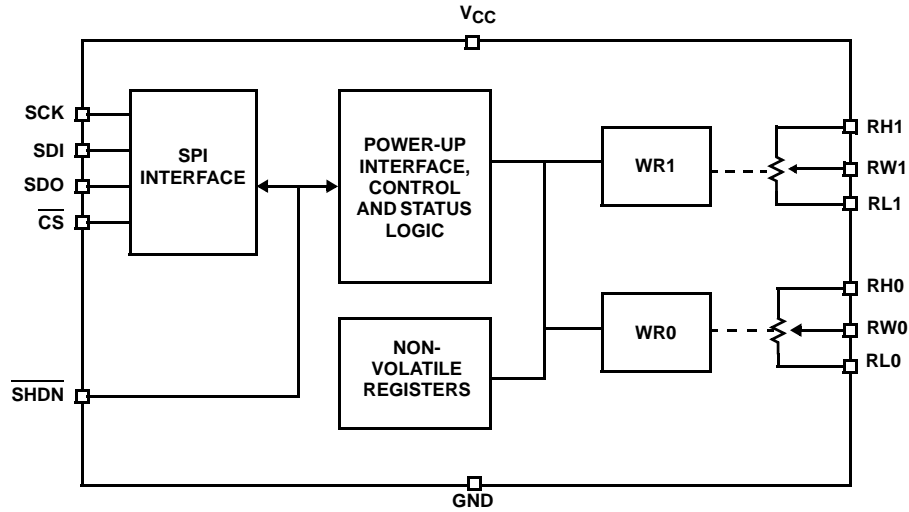 VCC
SCK
SDI
SDO
CS
SHDN
SPI
INTERFACE
POWER-UP
INTERFACE,
CONTROL
AND STATUS
LOGIC
NON-
VOLATILE
REGISTERS
WR1
WR0
RH1
RW1
RL1
RH0
RW0
RL0
GND